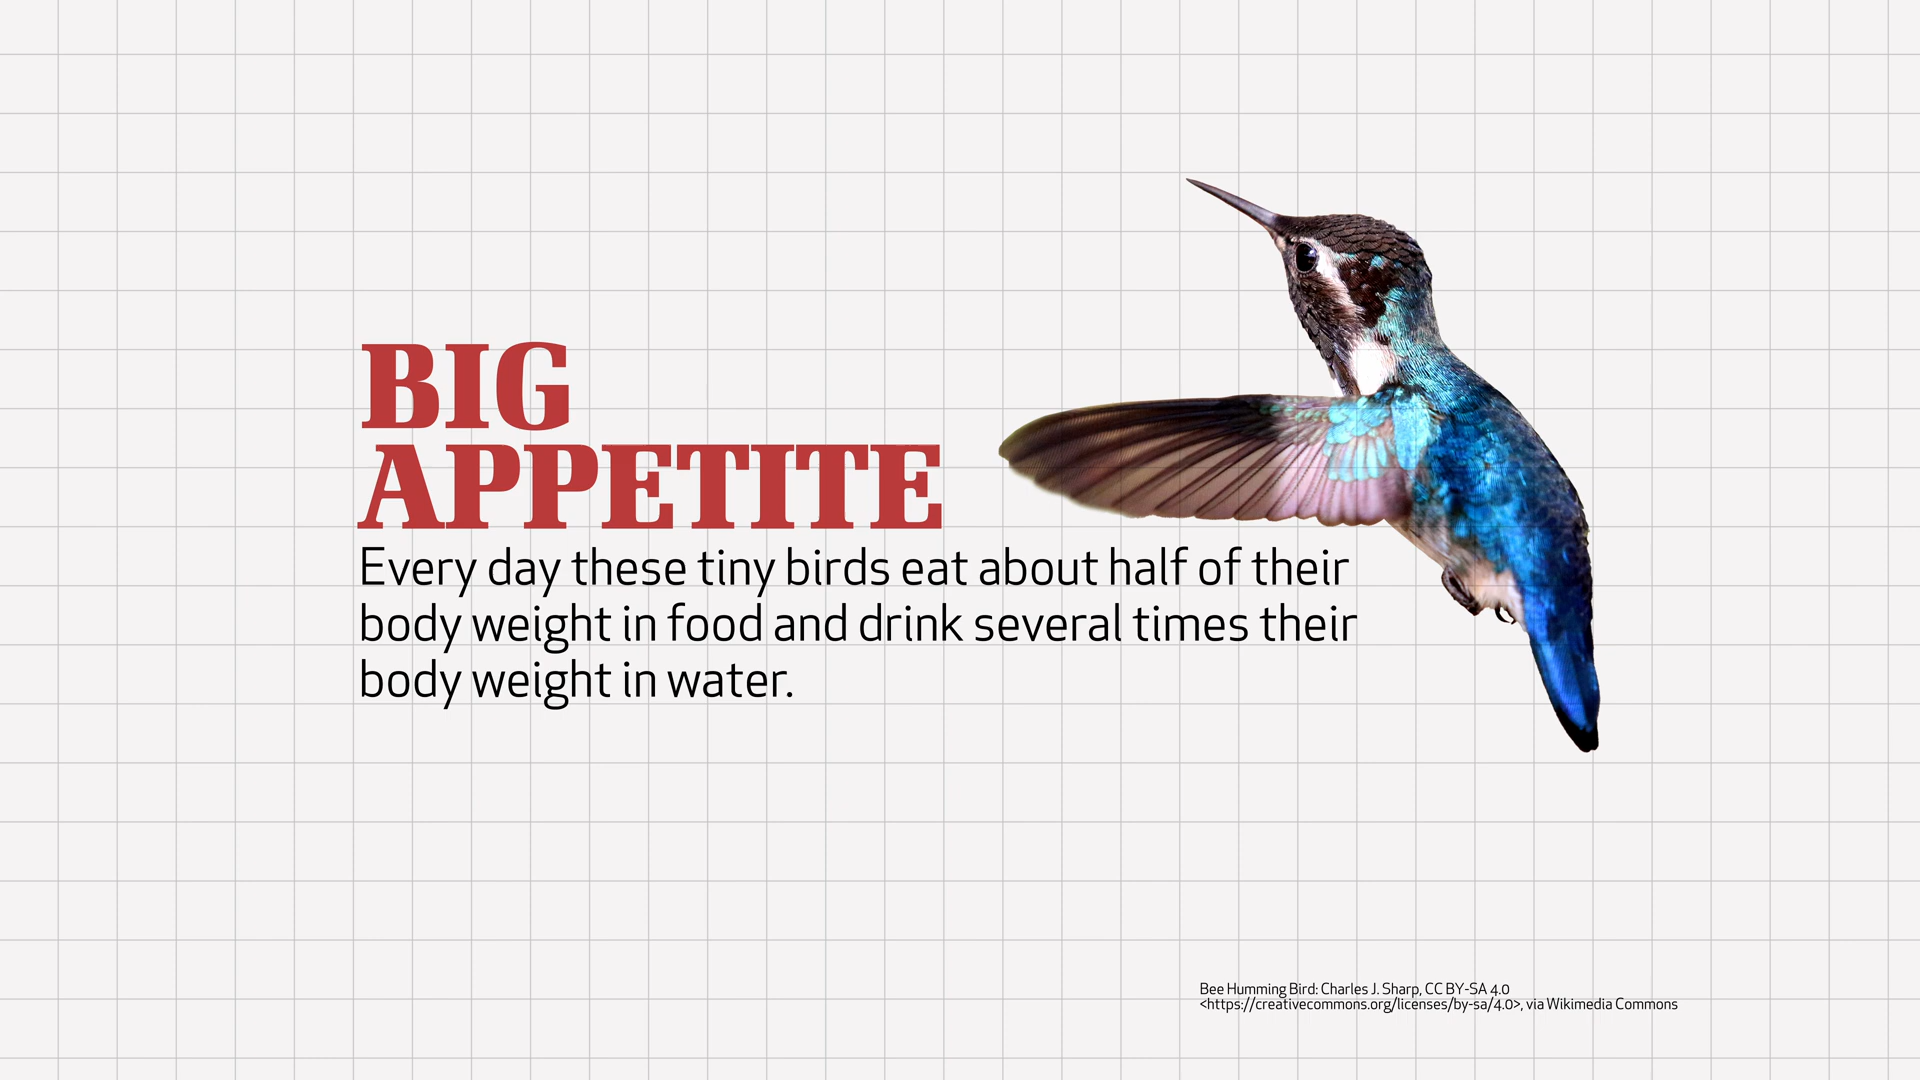 BIG
APPETITE
Every day these tiny birds eat about half of their
body weight in food and drink several times their
body weight in water.
Bee Humming Bird: Charles J. Sharp, CC BY-SA 4.0
<https://creativecommons.org/licenses/by-sa/4.0>, via Wikimedia Commons